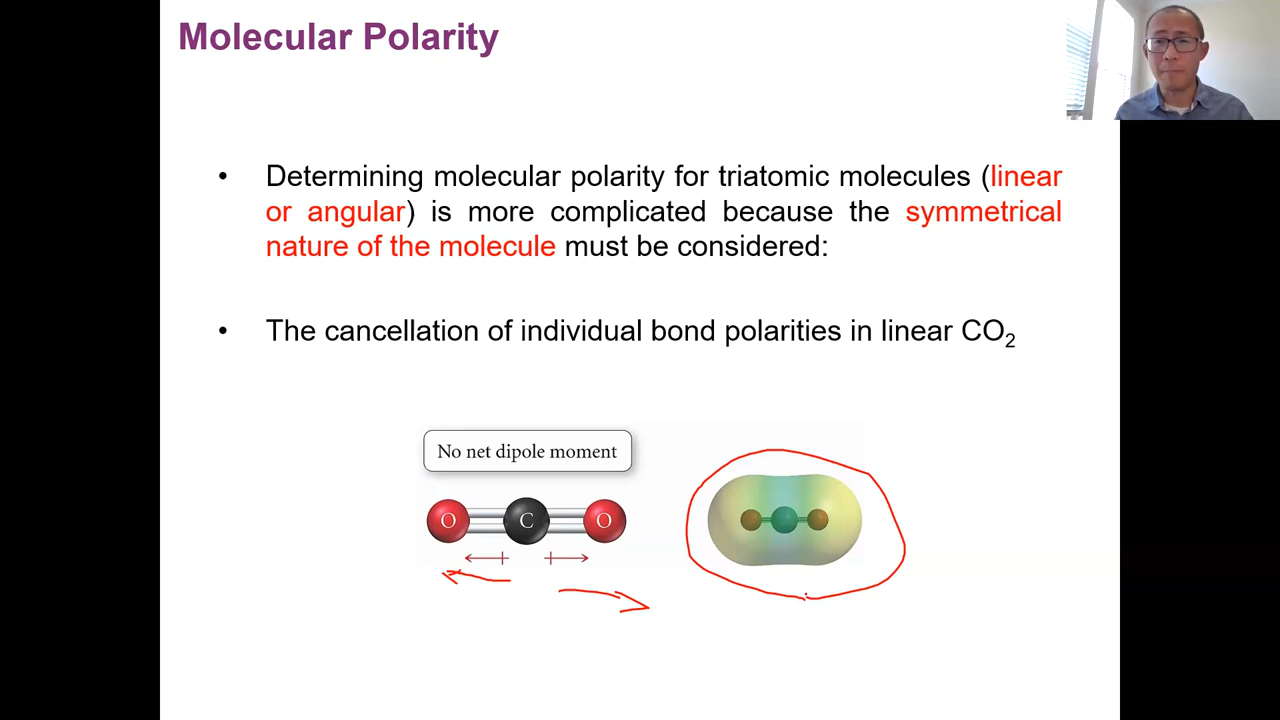 Molecular Polarity
• Determining molecular polarity for triatomic molecules (linear
or angular) is more complicated because the symmetrical
nature of the molecule must be considered:
• The cancellation of individual bond polarities in linear CO₂
No net dipole moment
O C O